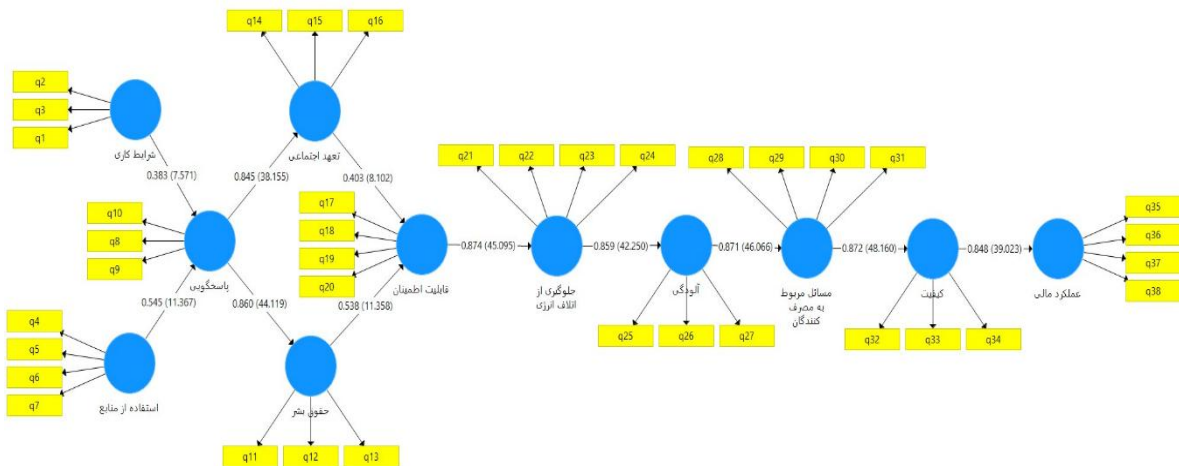 q14
q15
q16
q2
q3
q1
شرایط کاری
تعهد اجتماعی
0.383 (7.571)
0.845 (38.155)
0.403 (8.102)
q21
q22
q23
q24
q28
q29
q30
q31
q10
q8
q9
پاسخگویی
q17
q18
q19
q20
قابلیت اطمینان
0.874 (45.095)
جلوگیری از
اتلاف انرژی
0.859 (42.250)
آلودگی
0.871 (46.066)
مسائل مربوط
به مصرف
کنندگان
0.872 (48.160)
کیفیت
0.848 (39.023)
عملکرد مالی
q35
q36
q37
q38
0.545 (11.367)
0.860 (44.119)
0.538 (11.358)
q4
q5
q6
q7
استفاده از منابع
حقوق بشر
q25
q26
q27
q32
q33
q34
q11
q12
q13